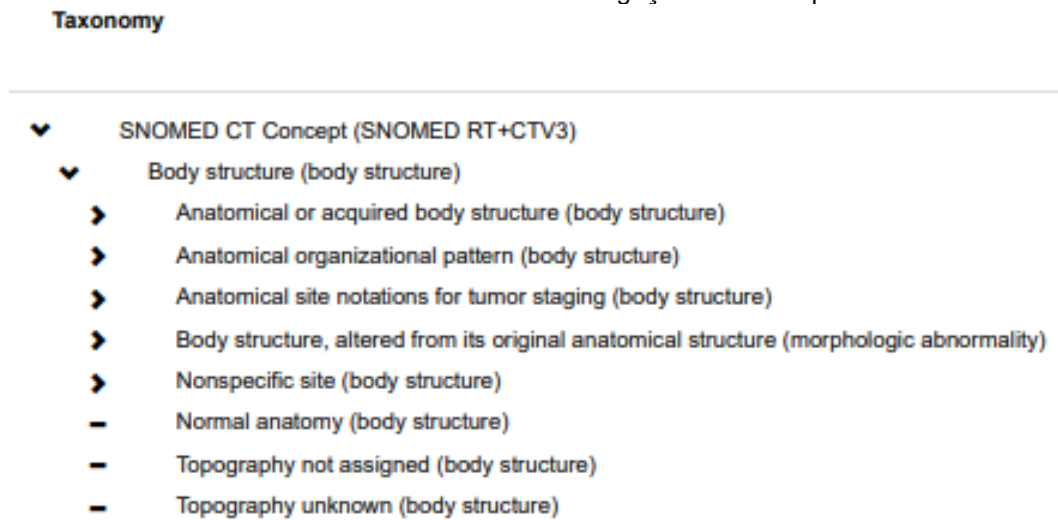 Taxonomy
SNOMED CT Concept (SNOMED RT+CTV3)
Body structure (body structure)
Anatomical or acquired body structure (body structure)
Anatomical organizational pattern (body structure)
Anatomical site notations for tumor staging (body structure)
Body structure, altered from its original anatomical structure (morphologic abnormality)
Nonspecific site (body structure)
Normal anatomy (body structure)
Topography not assigned (body structure)
Topography unknown (body structure)